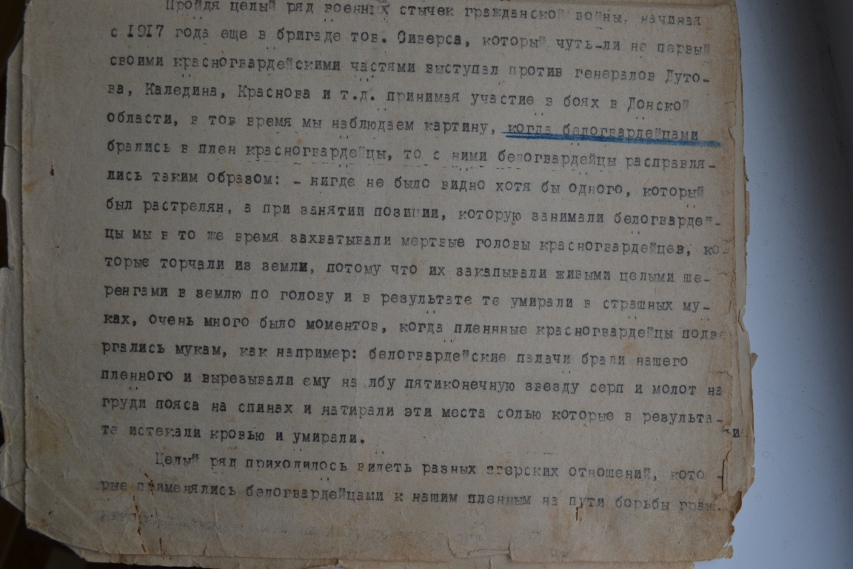 Пройдя целый ряд военных стычек гражданской войны, начиная
с 1917 года еще в бригаде тов. Сиверса, который чуть-ли не первый
своими красногвардейскими частями выступал против генералов Дуто-
ва, Каледина, Краснова и т.д. принимая участие в боях в Донской
области, в тов время мы наблюдаем картину, когда белогвардейцами
брались в плен красногвардейцы, то с ними белогвардейцы расправля-
лись таким образом: - нигде не было видно хотя бы одного, который
был растрелян, а при занятии позиции, которую занимали белогвардей-
цы мы в то же время захватывали мертвые головы красногвардейцев, ко-
торые торчали из земли, потому что их закапывали живыми целыми ше-
ренгами в землю по голову и в результате те умирали в страшных му-
ках, очень много было моментов, когда пленнные красногвардейцы подве
ргались мукам, как например: белогвардейские палачи брали нашего
пленного и вырезывали ему на лбу пятиконечную звезду серп и молот на
груди пояса на спинах и натирали эти места солью которые в результа-
те истекали кровью и умирали.
Целый ряд приходилось видеть разных зверских отношений, кото-
рые применялись белогвардейцами к нашим пленным на пути борьбы